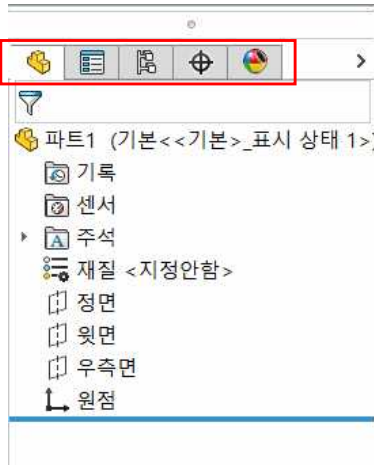 파트1 (기본<<기본>_표시 상태 1>)
기록
센서
A 주석
재질 <지정안함>
정면
윗면
우측면
원점